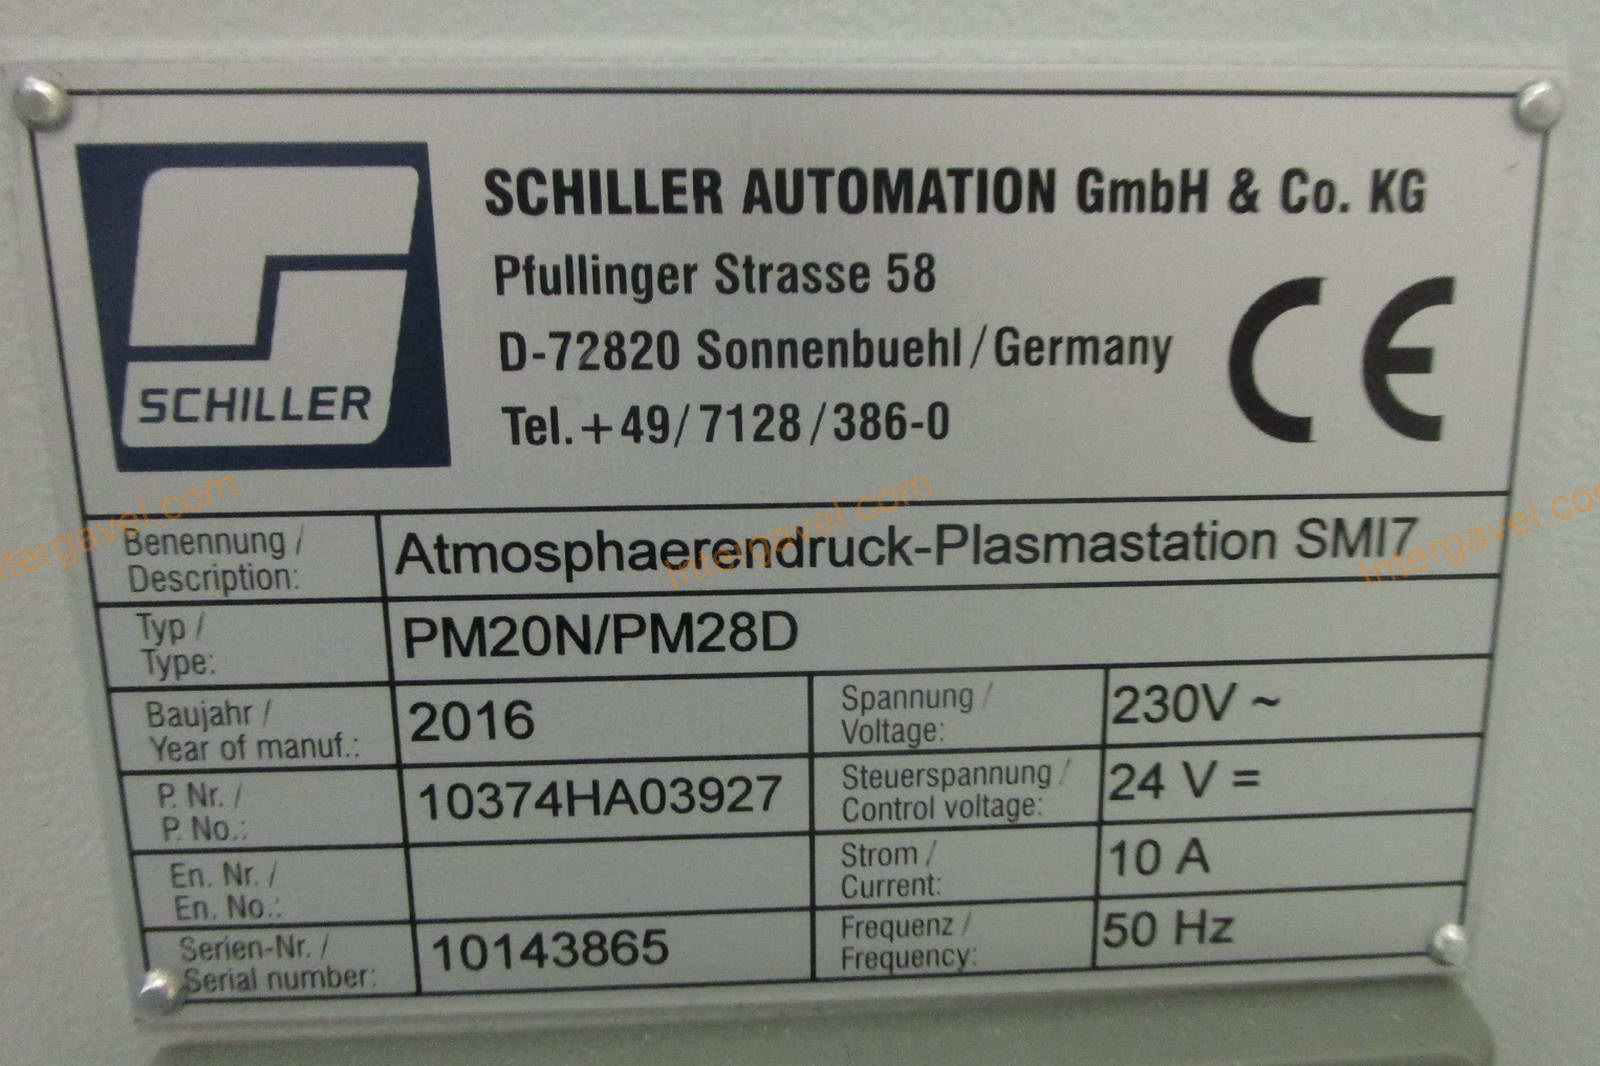 SCHILLER AUTOMATION GmbH & Co. KG
Pfullinger Strasse 58
D-72820 Sonnenbuehl/Germany
Tel.+49/7128/386-0
CE
SCHILLER
Benennung /
Description:
Atmosphaerendruck-Plasmastation SMI7
Typ /
Type:
PM20N/PM28D
Baujahr /
Year of manuf.:
2016
Spannung /
Voltage:
230V ~
P. Nr. /
P. No.:
10374HA03927
Steuerspannung /
Control voltage:
24 V =
En. Nr. /
En. No.:
Strom /
Current:
10 A
Serien-Nr. /
Serial number:
10143865
Frequenz /
Frequency:
50 Hz
ntergavel.com
Intergavel.com
Intergavel.co